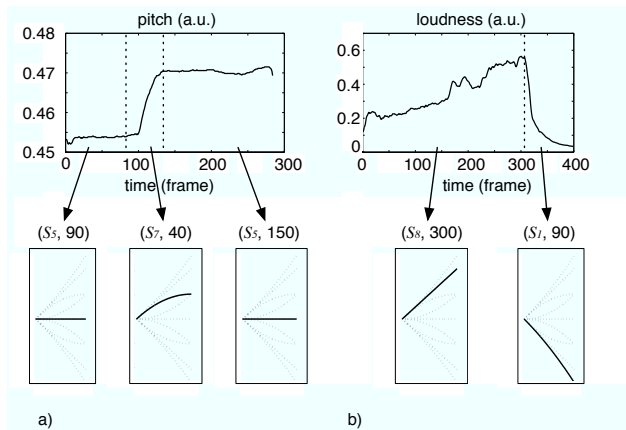 pitch (a.u.)
0.48
0.47
0.46
0.45
0 100 200 300
time (frame)
loudness (a.u.)
0.6
0.4
0.2
0
0 100 200 300 400
time (frame)
(S5, 90) (S7, 40) (S5, 150) (S8, 300) (S1, 90)
a) b)